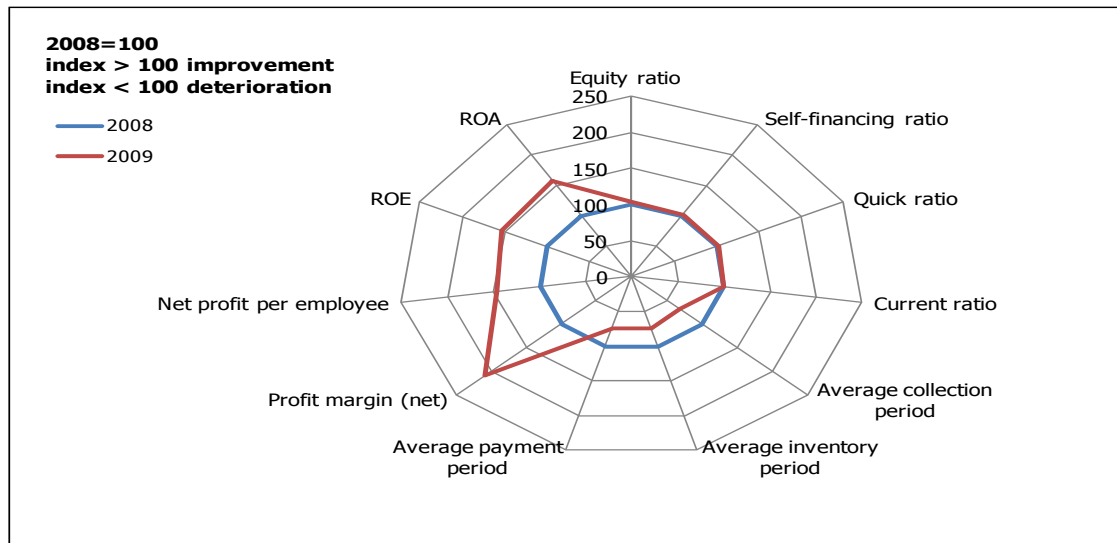 2008=100
index > 100 improvement
index < 100 deterioration
2008
2009
Equity ratio
Self-financing ratio
Quick ratio
Current ratio
Average collection
period
Average inventory
period
Average payment
period
Profit margin (net)
Net profit per employee
ROE
ROA
250
200
150
100
50
0